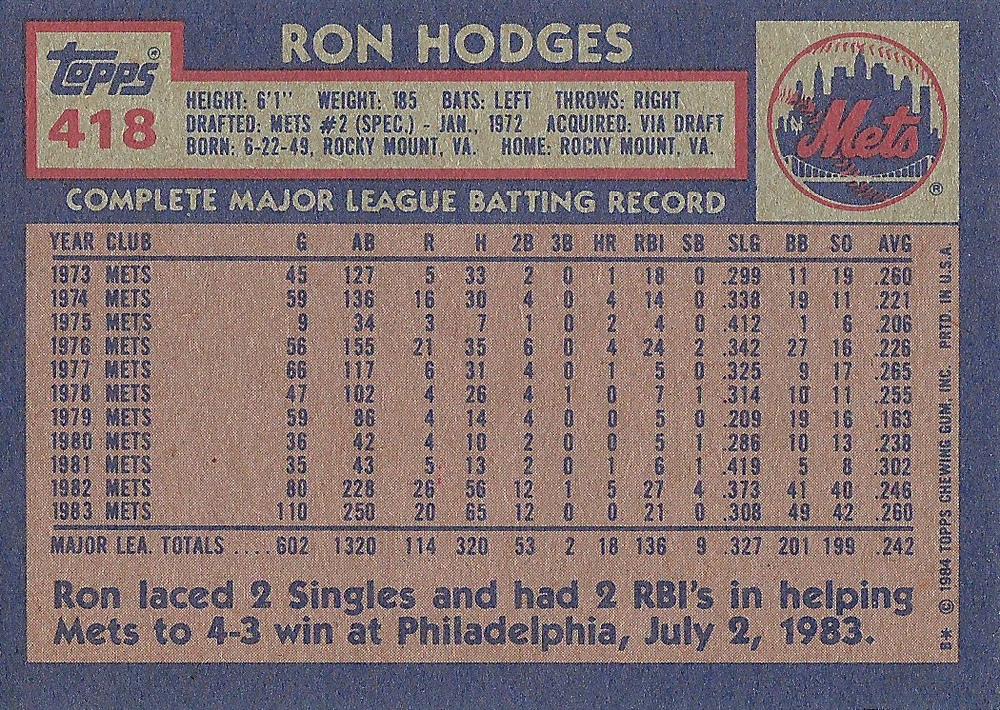 RON HODGES
Topps®
418
HEIGHT: 6'1" WEIGHT: 185 BATS: LEFT THROWS: RIGHT
DRAFTED: METS #2 (SPEC.) - JAN., 1972 ACQUIRED: VIA DRAFT
BORN: 6-22-49, ROCKY MOUNT, VA. HOME: ROCKY MOUNT, VA.
Mets
®
COMPLETE MAJOR LEAGUE BATTING RECORD
YEAR CLUB G AB R H 2B 3B HR RBI SB SLG BB SO AVG
1973 METS 45 127 5 33 2 0 1 18 0 .299 11 19 .260
1974 METS 59 136 16 30 4 0 4 14 0 .338 19 11 .221
1975 METS 9 34 3 7 1 0 2 4 0 .412 1 6 .206
1976 METS 56 155 21 35 6 0 4 24 2 .342 27 16 .226
1977 METS 66 117 6 31 4 0 1 5 0 .325 9 17 .265
1978 METS 47 102 4 26 4 1 0 7 1 .314 10 11 .255
1979 METS 59 86 4 14 4 0 0 5 0 .209 19 16 .163
1980 METS 36 42 4 10 2 0 0 5 1 .286 10 13 .238
1981 METS 35 43 5 13 2 0 1 6 1 .419 5 8 .302
1982 METS 80 228 26 56 12 1 5 27 4 .373 41 40 .246
1983 METS 110 250 20 65 12 0 0 21 0 .308 49 42 .260
MAJOR LEA. TOTALS ....602 1320 114 320 53 2 18 136 9 .327 201 199 .242
Ron laced 2 Singles and had 2 RBI's in helping
Mets to 4-3 win at Philadelphia, July 2, 1983.
B* © 1984 TOPPS CHEWING GUM, INC. PRTD. IN U.S.A.